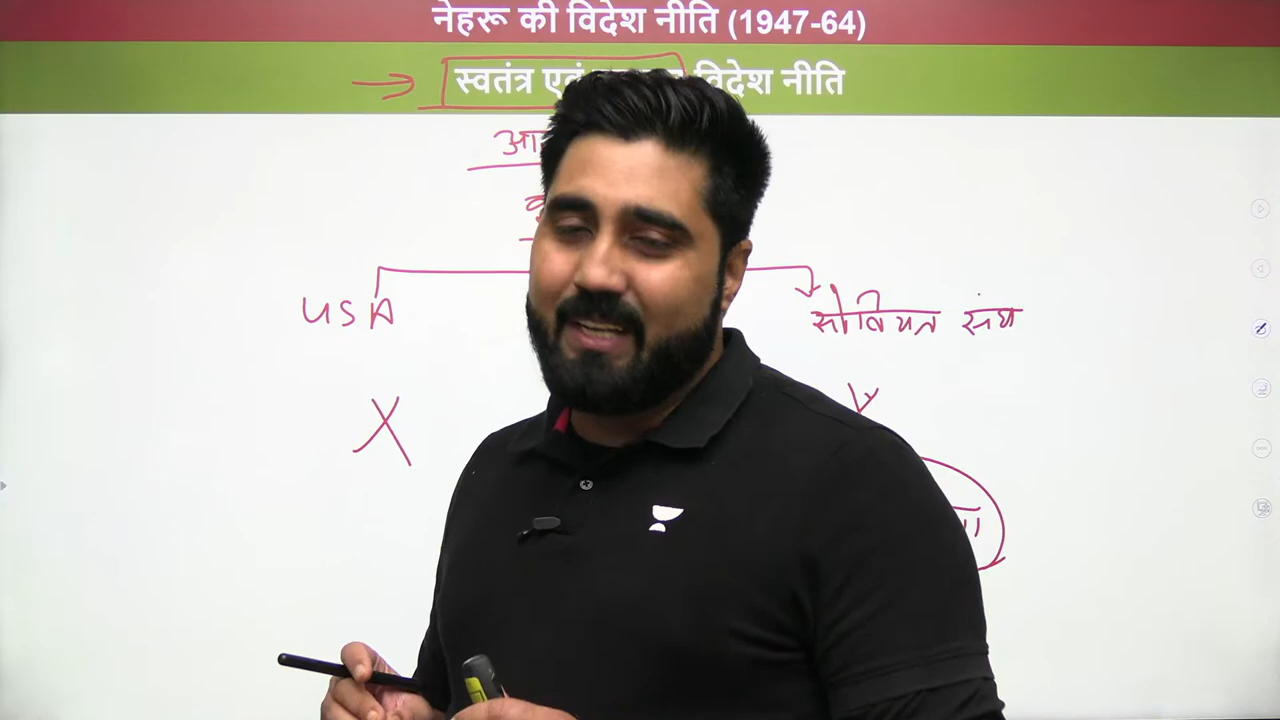 नेहरू की विदेश नीति (1947-64)
स्वतंत्र एवं विदेश नीति
USA सोवियत संघ
X